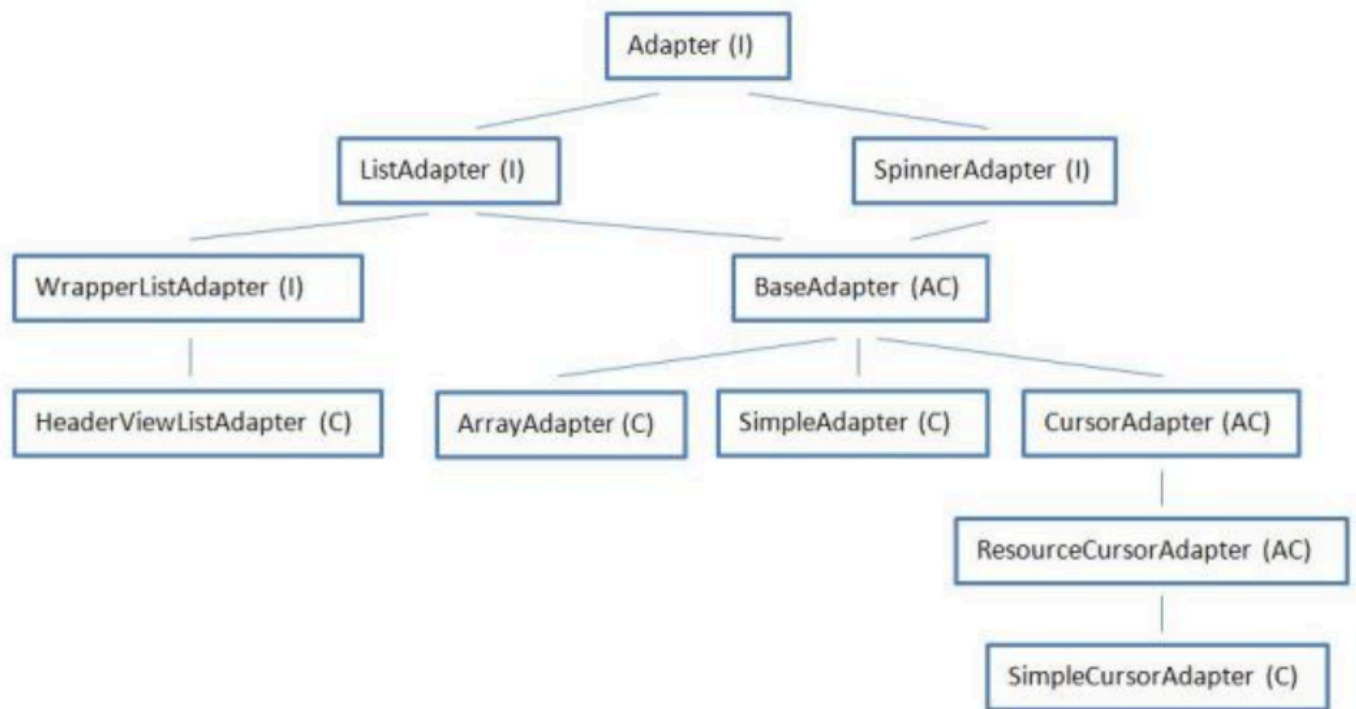 Adapter (I)
ListAdapter (I)
SpinnerAdapter (I)
WrapperListAdapter (I)
BaseAdapter (AC)
HeaderViewListAdapter (C)
ArrayAdapter (C)
SimpleAdapter (C)
CursorAdapter (AC)
ResourceCursorAdapter (AC)
SimpleCursorAdapter (C)